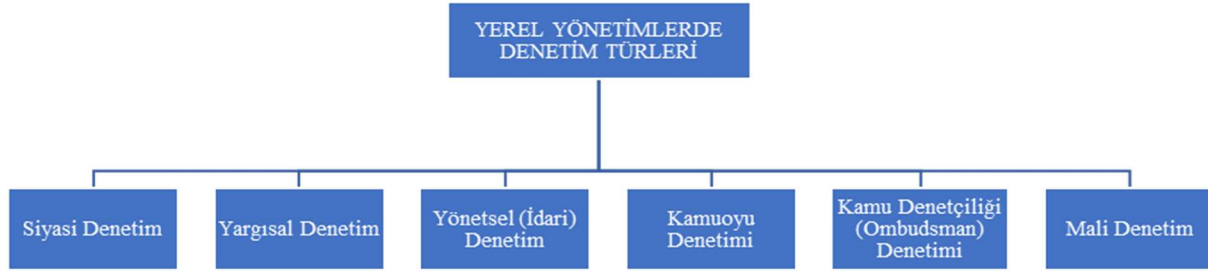 YEREL YÖNETİMLERDE
DENETİM TÜRLERİ
Siyasi Denetim
Yargısal Denetim
Yönetsel (İdari)
Denetim
Kamuoyu
Denetimi
Kamu Denetçiliği
(Ombudsman)
Denetimi
Mali Denetim